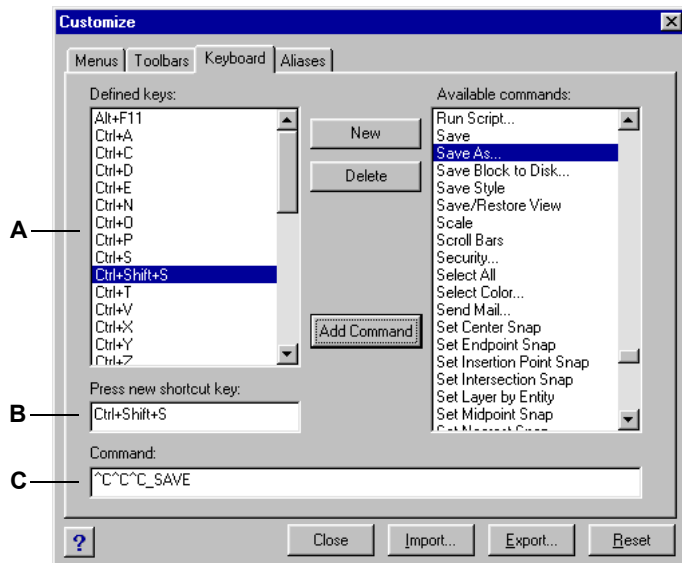 Customize
Menus Toolbars Keyboard Aliases
Defined keys:
Alt+F11
Ctrl+A
Ctrl+C
Ctrl+D
Ctrl+E
Ctrl+N
Ctrl+O
Ctrl+P
Ctrl+S
Ctrl+Shift+S
Ctrl+T
Ctrl+V
Ctrl+X
Ctrl+Y
Ctrl+Z
New
Delete
Add Command
Available commands:
Run Script...
Save
Save As...
Save Block to Disk...
Save Style
Save/Restore View
Scale
Scroll Bars
Security...
Select All
Select Color...
Send Mail...
Set Center Snap
Set Endpoint Snap
Set Insertion Point Snap
Set Intersection Snap
Set Layer by Entity
Set Midpoint Snap
Set Nearest Snap
A
Press new shortcut key:
B
Ctrl+Shift+S
Command:
C
^C^C^C_SAVE
? Close Import... Export... Reset